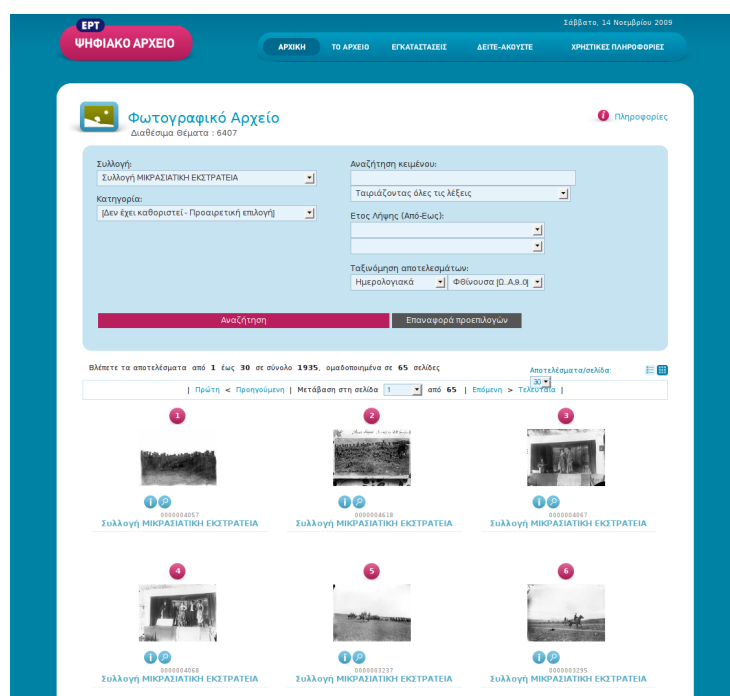 Σάββατο, 14 Νοεμβρίου 2009
ΕΡΤ
ΨΗΦΙΑΚΟ ΑΡΧΕΙΟ
ΑΡΧΙΚΗ ΤΟ ΑΡΧΕΙΟ ΕΓΚΑΤΑΣΤΑΣΕΙΣ ΔΕΙΤΕ-ΑΚΟΥΣΤΕ ΧΡΗΣΤΙΚΕΣ ΠΛΗΡΟΦΟΡΙΕΣ
Φωτογραφικό Αρχείο
Διαθέσιμα Θέματα : 6407
Πληροφορίες
Συλλογή:
Συλλογή ΜΙΚΡΑΣΙΑΤΙΚΗ ΕΚΣΤΡΑΤΕΙΑ
Κατηγορία:
[Δεν έχει καθοριστεί - Προαιρετική επιλογή]
Αναζήτηση κειμένου:
Ταιριάζοντας όλες τις λέξεις
Ετος Λήψης (Από-Εως):
Ταξινόμηση αποτελεσμάτων:
Ημερολογιακά Φθίνουσα [Ω..Α,9..0]
Αναζήτηση Επαναφορά προεπιλογών
Βλέπετε τα αποτέλεσματα από 1 έως 30 σε σύνολο 1935, ομαδοποιημένα σε 65 σελίδες
Αποτελέσματα/σελίδα:
30
| Πρώτη < Προηγούμενη | Μετάβαση στη σελίδα 1 από 65 | Επόμενη > Τελευταία |
1 2 3
0000004057 0000004618 0000004067
Συλλογή ΜΙΚΡΑΣΙΑΤΙΚΗ ΕΚΣΤΡΑΤΕΙΑ Συλλογή ΜΙΚΡΑΣΙΑΤΙΚΗ ΕΚΣΤΡΑΤΕΙΑ Συλλογή ΜΙΚΡΑΣΙΑΤΙΚΗ ΕΚΣΤΡΑΤΕΙΑ
4 5 6
0000004068 0000003237 0000003295
Συλλογή ΜΙΚΡΑΣΙΑΤΙΚΗ ΕΚΣΤΡΑΤΕΙΑ Συλλογή ΜΙΚΡΑΣΙΑΤΙΚΗ ΕΚΣΤΡΑΤΕΙΑ Συλλογή ΜΙΚΡΑΣΙΑΤΙΚΗ ΕΚΣΤΡΑΤΕΙΑ